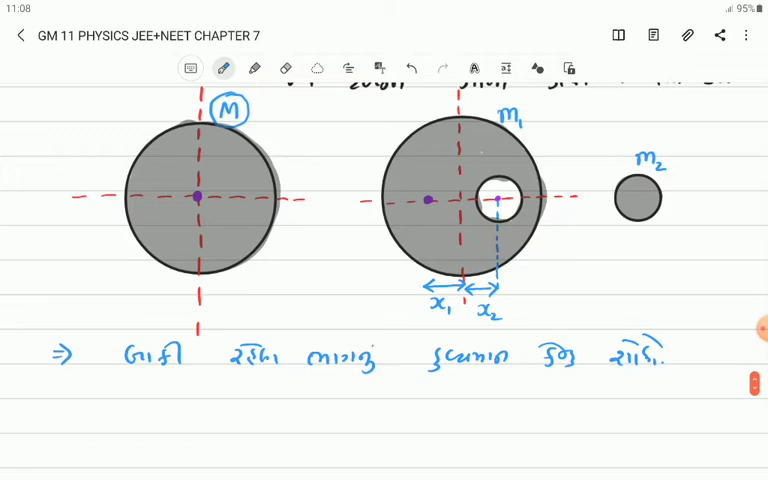 11:08
95%
GM 11 PHYSICS JEE+NEET CHAPTER 7
M
m₁
m₂
x₁
x₂
⇒ બાકી રહેલા ભાગનું દ્રવ્યમાન કેન્દ્ર શોધો.